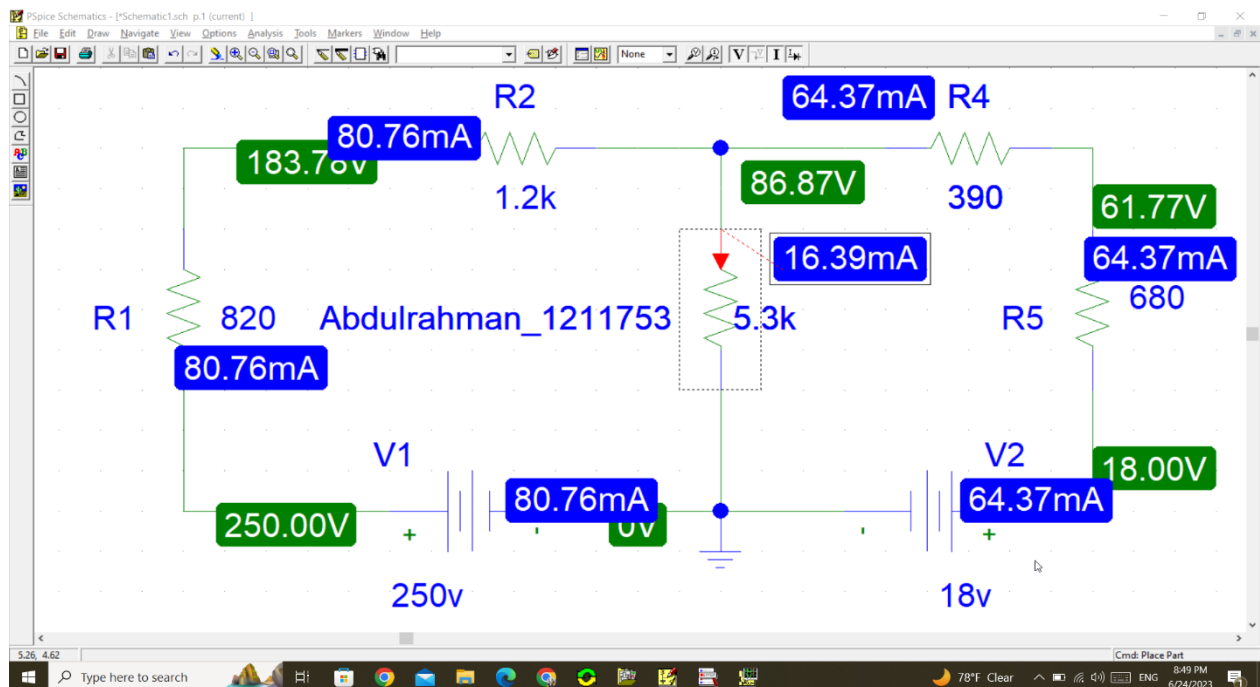 PSpice Schematics - [*Schematic1.sch p.1 (current) ]
File Edit Draw Navigate View Options Analysis Tools Markers Window Help
None V I
R2 64.37mA R4
80.76mA
183.78V
86.87V
1.2k 390
61.77V
16.39mA 64.37mA
680
R1 820 Abdulrahman_1211753 5.3k R5
80.76mA
V1 V2
18.00V
80.76mA 64.37mA
250.00V 0V
+ - - +
250v 18v
5.26, 4.62 Cmd: Place Part
Type here to search 78°F Clear ENG 8:49 PM
6/24/2023